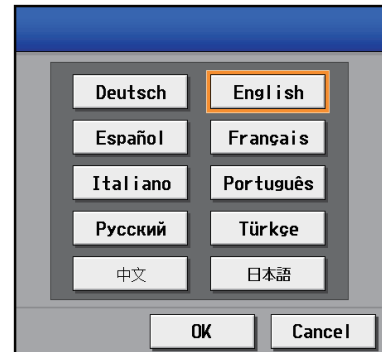 Deutsch English
Español Français
Italiano Português
Русский Türkçe
中文 日本語
OK Cancel